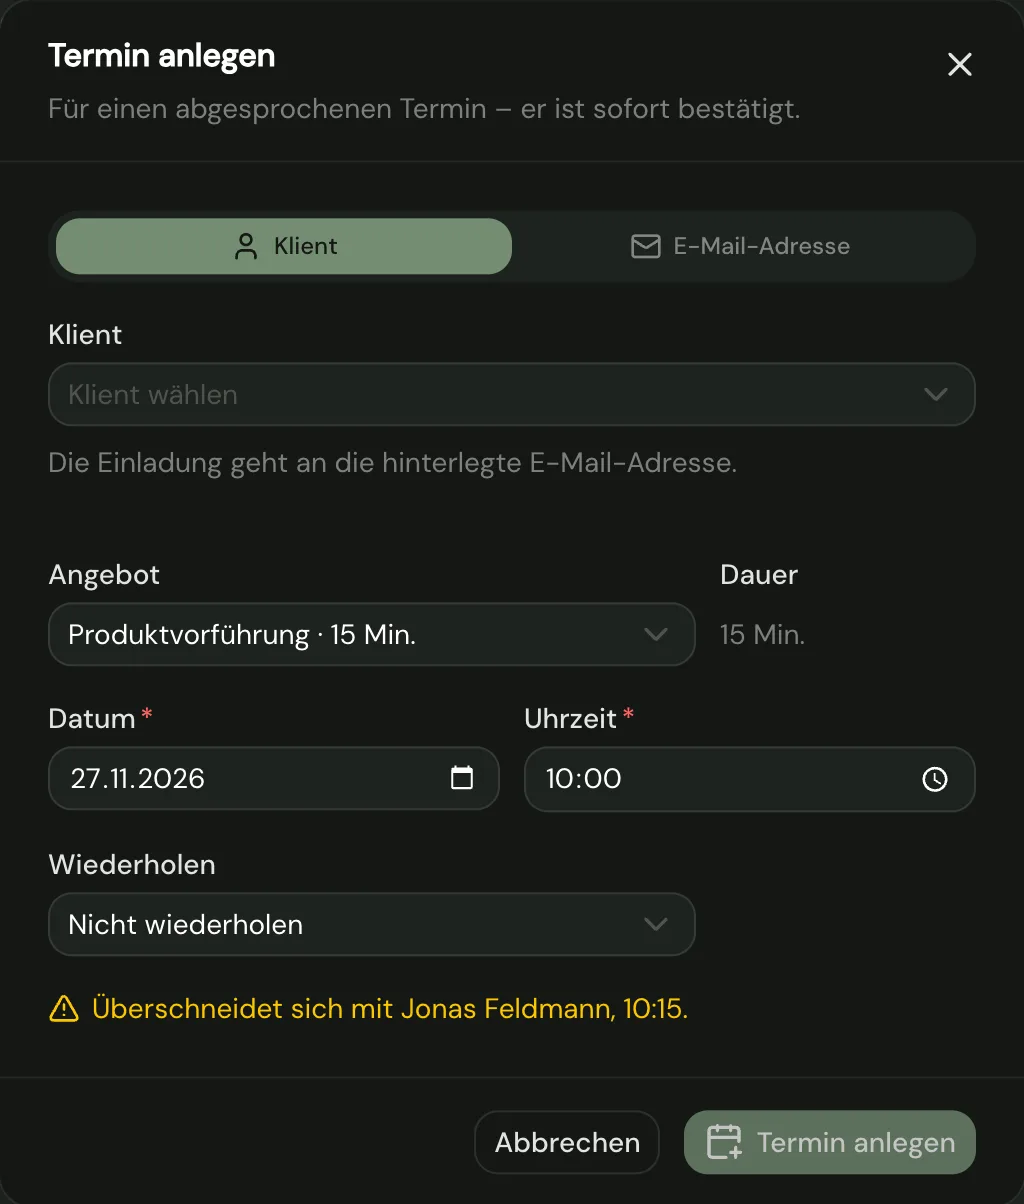 Termin anlegen
Für einen abgesprochenen Termin – er ist sofort bestätigt.
Klient
E-Mail-Adresse
Klient
Klient wählen
Die Einladung geht an die hinterlegte E-Mail-Adresse.
Angebot
Dauer
Produktvorführung · 15 Min.
15 Min.
Datum *
Uhrzeit *
27.11.2026
10:00
Wiederholen
Nicht wiederholen
Überschneidet sich mit Jonas Feldmann, 10:15.
Abbrechen
Termin anlegen